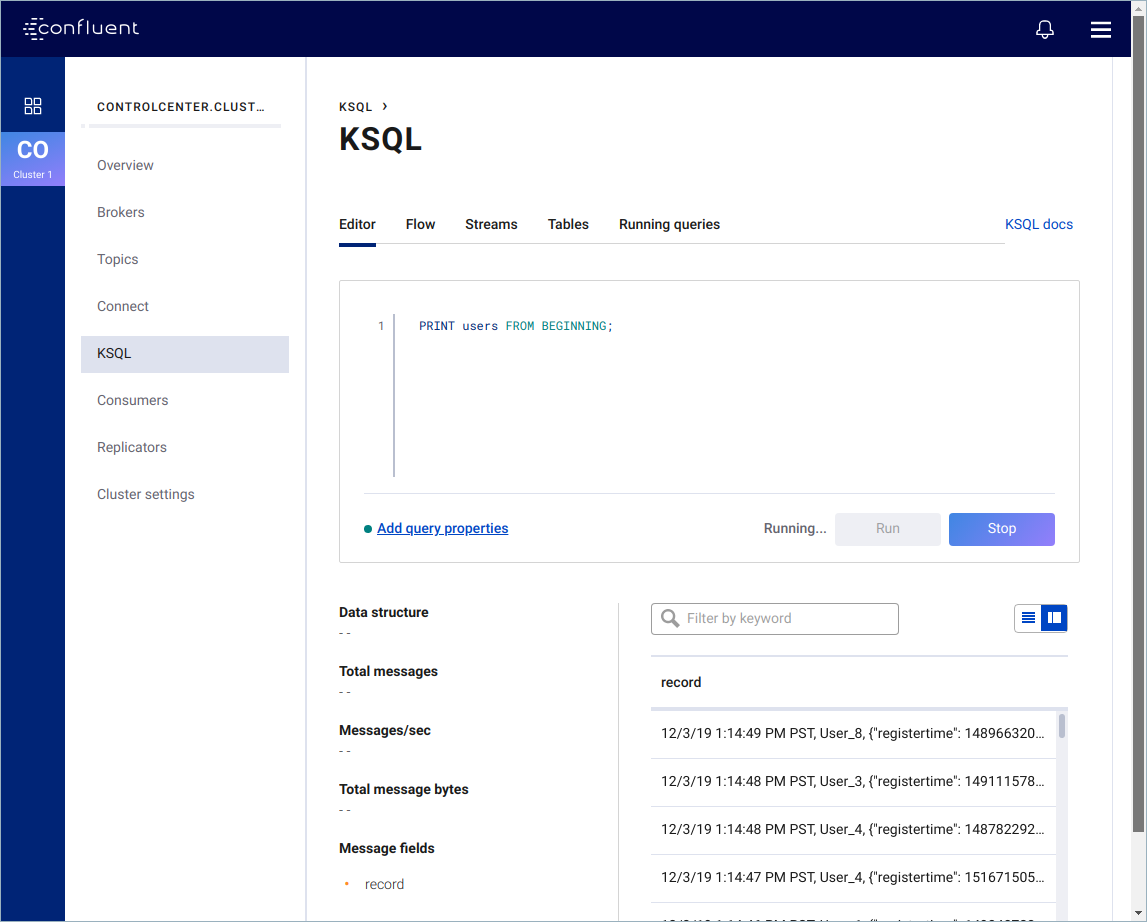 confluent
CONTROLCENTER.CLUST...
CO
Cluster 1
Overview
Brokers
Topics
Connect
KSQL
Consumers
Replicators
Cluster settings
KSQL ›
KSQL
Editor Flow Streams Tables Running queries KSQL docs
1 PRINT users FROM BEGINNING;
Add query properties Running... Run Stop
Data structure
- -
Total messages
- -
Messages/sec
- -
Total message bytes
- -
Message fields
record
Filter by keyword
record
12/3/19 1:14:49 PM PST, User_8, {"registertime": 148966320...
12/3/19 1:14:48 PM PST, User_3, {"registertime": 149111578...
12/3/19 1:14:48 PM PST, User_4, {"registertime": 148782292...
12/3/19 1:14:47 PM PST, User_4, {"registertime": 151671505...